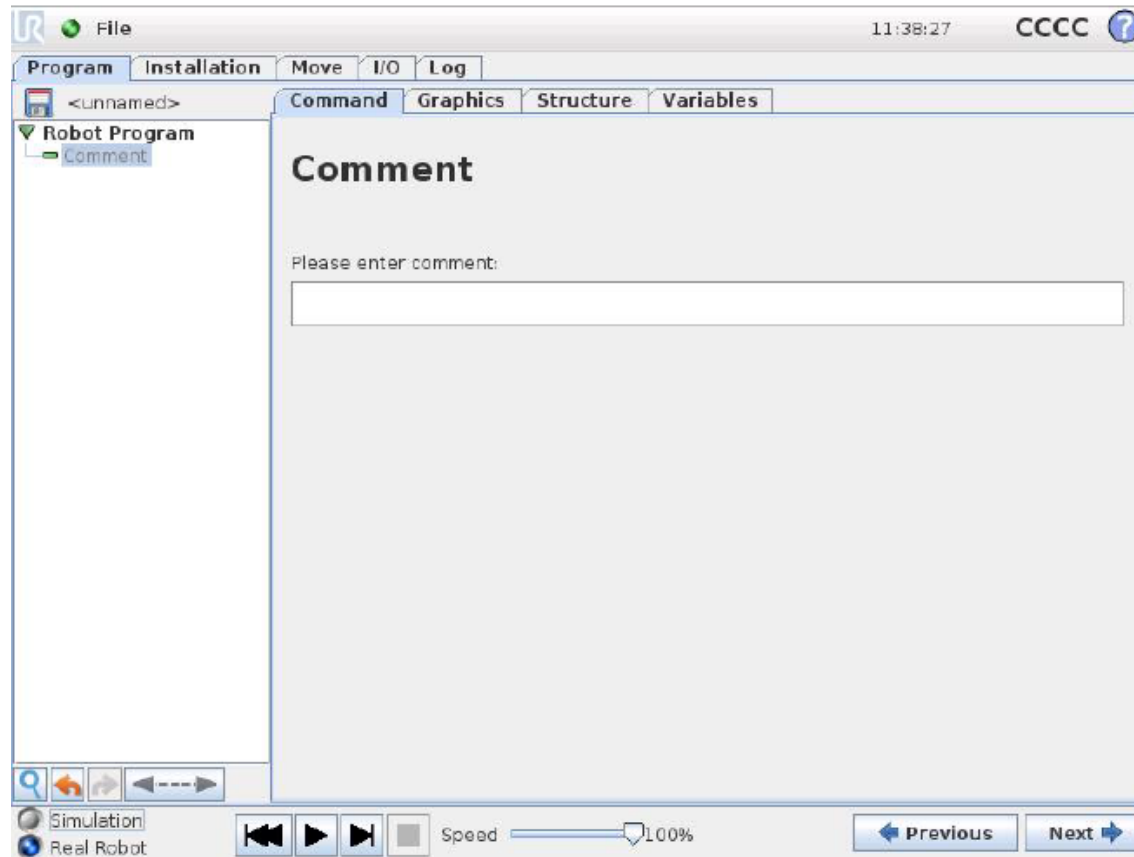 UR File 11:38:27 CCCC ?
Program Installation Move I/O Log
<unnamed> Command Graphics Structure Variables
Robot Program
Comment
Comment
Please enter comment:
Simulation
Real Robot
Speed 100% Previous Next